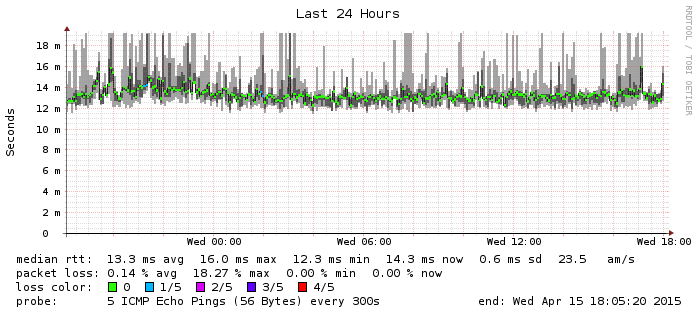 Last 24 Hours
RRDTOOL / TOBI OETIKER
Seconds
18 m
16 m
14 m
12 m
10 m
8 m
6 m
4 m
2 m
0
Wed 00:00 Wed 06:00 Wed 12:00 Wed 18:00
median rtt: 13.3 ms avg 16.0 ms max 12.3 ms min 14.3 ms now 0.6 ms sd 23.5 am/s
packet loss: 0.14 % avg 18.27 % max 0.00 % min 0.00 % now
loss color: 0 1/5 2/5 3/5 4/5
probe: 5 ICMP Echo Pings (56 Bytes) every 300s end: Wed Apr 15 18:05:20 2015